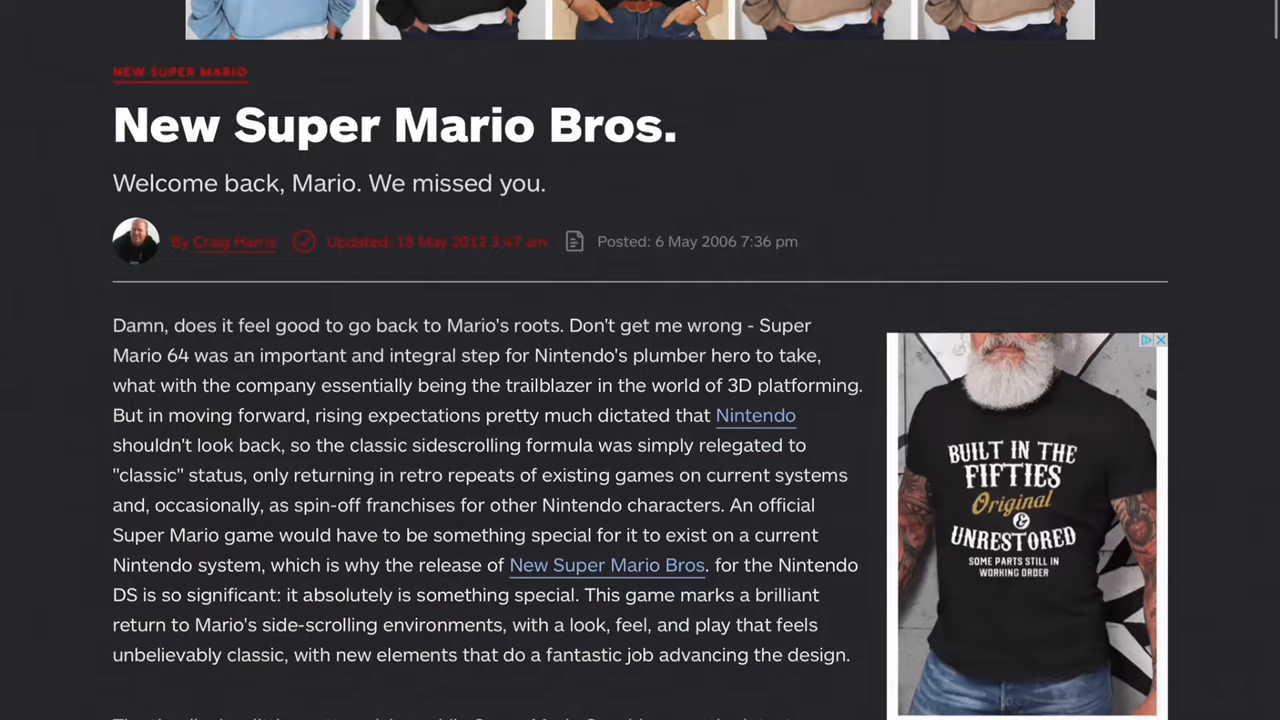 NEW SUPER MARIO
New Super Mario Bros.
Welcome back, Mario. We missed you.
By Craig Harris Updated: 18 May 2012 3:47 am Posted: 6 May 2006 7:36 pm
Damn, does it feel good to go back to Mario's roots. Don't get me wrong - Super
Mario 64 was an important and integral step for Nintendo's plumber hero to take,
what with the company essentially being the trailblazer in the world of 3D platforming.
But in moving forward, rising expectations pretty much dictated that Nintendo
shouldn't look back, so the classic sidescrolling formula was simply relegated to
"classic" status, only returning in retro repeats of existing games on current systems
and, occasionally, as spin-off franchises for other Nintendo characters. An official
Super Mario game would have to be something special for it to exist on a current
Nintendo system, which is why the release of New Super Mario Bros. for the Nintendo
DS is so significant: it absolutely is something special. This game marks a brilliant
return to Mario's side-scrolling environments, with a look, feel, and play that feels
unbelievably classic, with new elements that do a fantastic job advancing the design.
BUILT IN THE
FIFTIES
Original
&
UNRESTORED
SOME PARTS STILL IN
WORKING ORDER